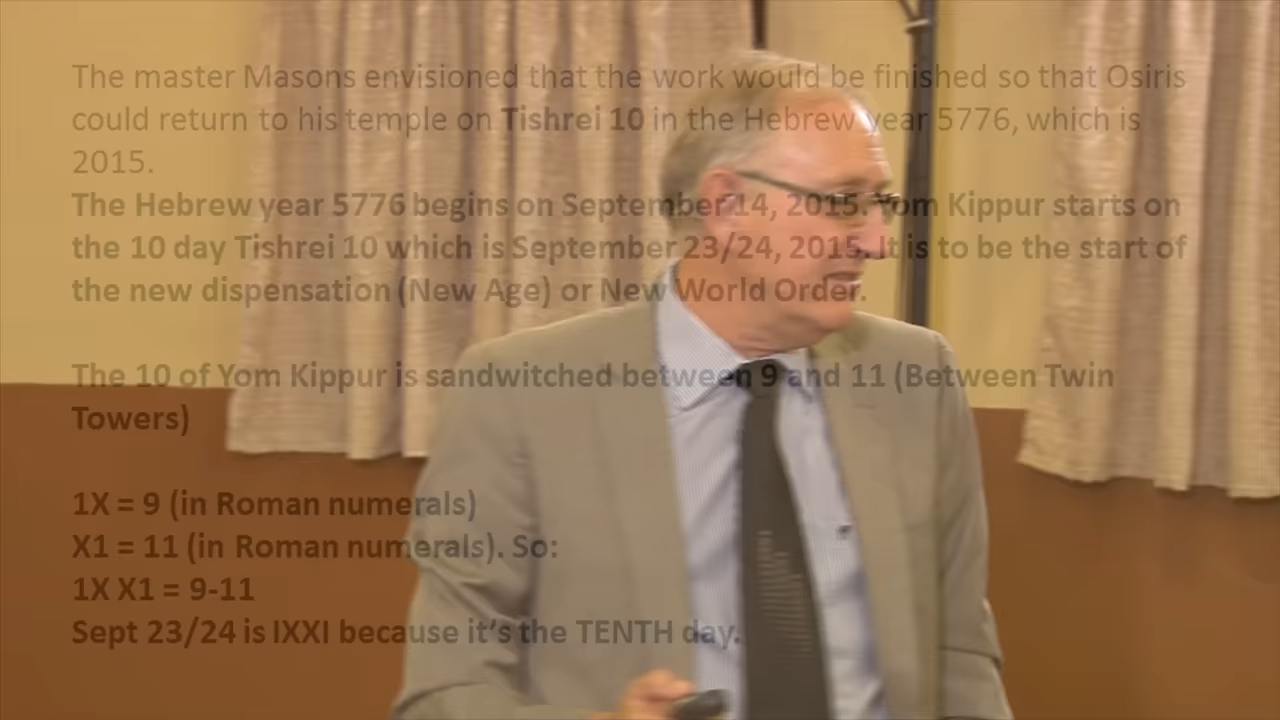 The master Masons envisioned that the work would be finished so that Osiris
could return to his temple on Tishrei 10 in the Hebrew year 5776, which is
2015.
The Hebrew year 5776 begins on September 14, 2015. Yom Kippur starts on
the 10 day Tishrei 10 which is September 23/24, 2015. It is to be the start of
the new dispensation (New Age) or New World Order.
The 10 of Yom Kippur is sandwitched between 9 and 11 (Between Twin
Towers)
1X = 9 (in Roman numerals)
X1 = 11 (in Roman numerals). So:
1X X1 = 9-11
Sept 23/24 is IXXI because it's the TENTH day.